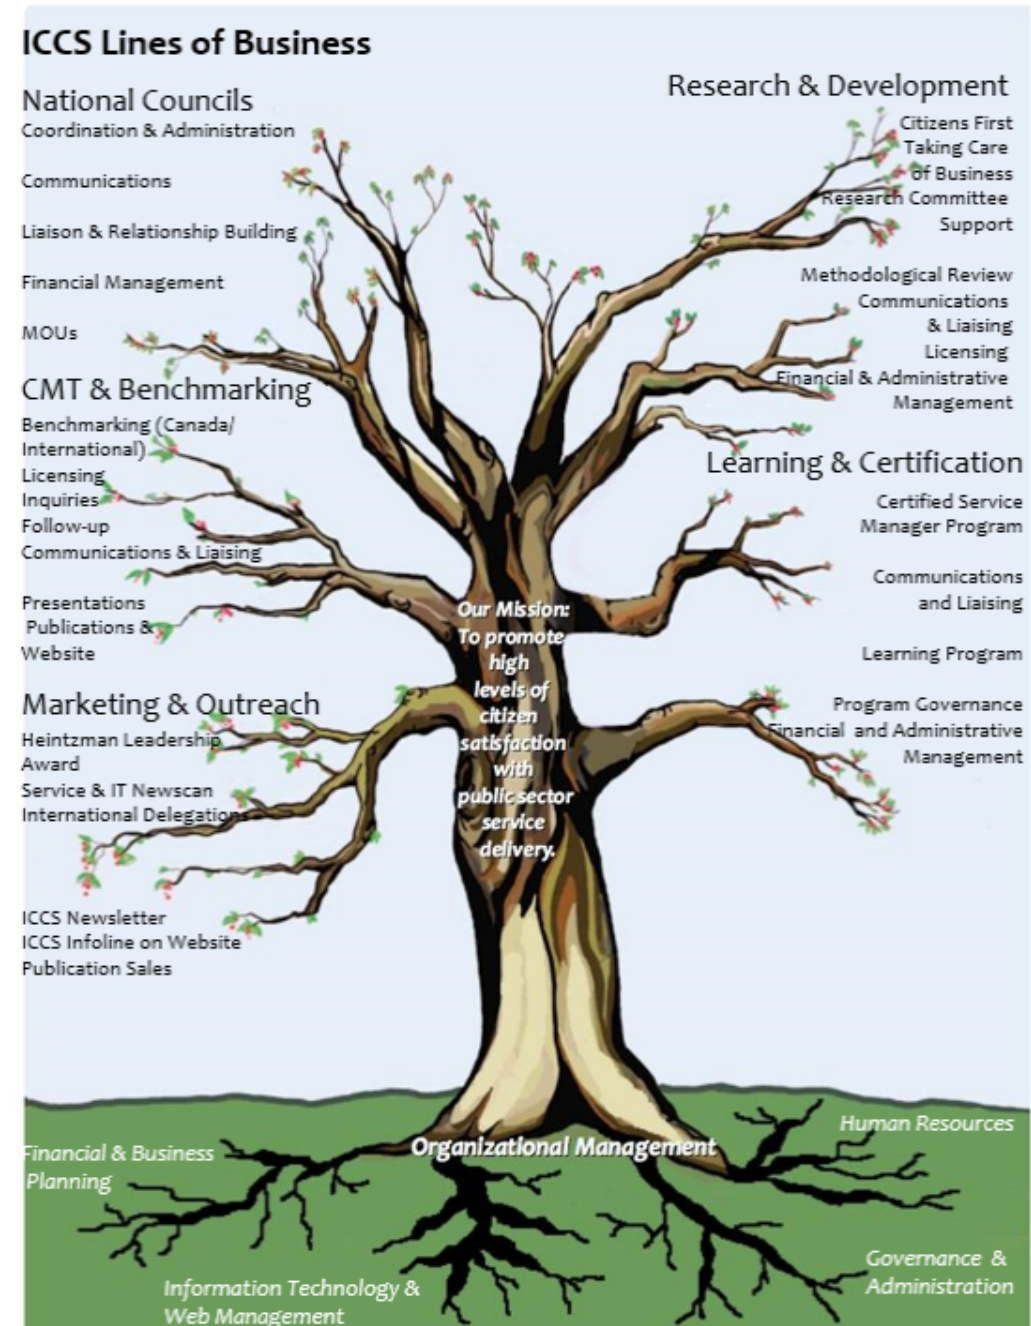 ICCS Lines of Business
National Councils
Coordination & Administration
Communications
Liaison & Relationship Building
Financial Management
MOUs
CMT & Benchmarking
Benchmarking (Canada/
International)
Licensing
Inquiries
Follow-up
Communications & Liaising
Presentations
Publications &
Website
Marketing & Outreach
Heintzman Leadership
Award
Service & IT Newscan
International Delegations
ICCS Newsletter
ICCS Infoline on Website
Publication Sales
Research & Development
Citizens First
Taking Care
of Business
Research Committee
Support
Methodological Review
Communications
& Liaising
Licensing
Financial & Administrative
Management
Learning & Certification
Certified Service
Manager Program
Communications
and Liaising
Learning Program
Program Governance
Financial and Administrative
Management
Our Mission:
To promote
high
levels of
citizen
satisfaction
with
public sector
service
delivery.
Organizational Management
Financial & Business
Planning
Information Technology &
Web Management
Human Resources
Governance &
Administration